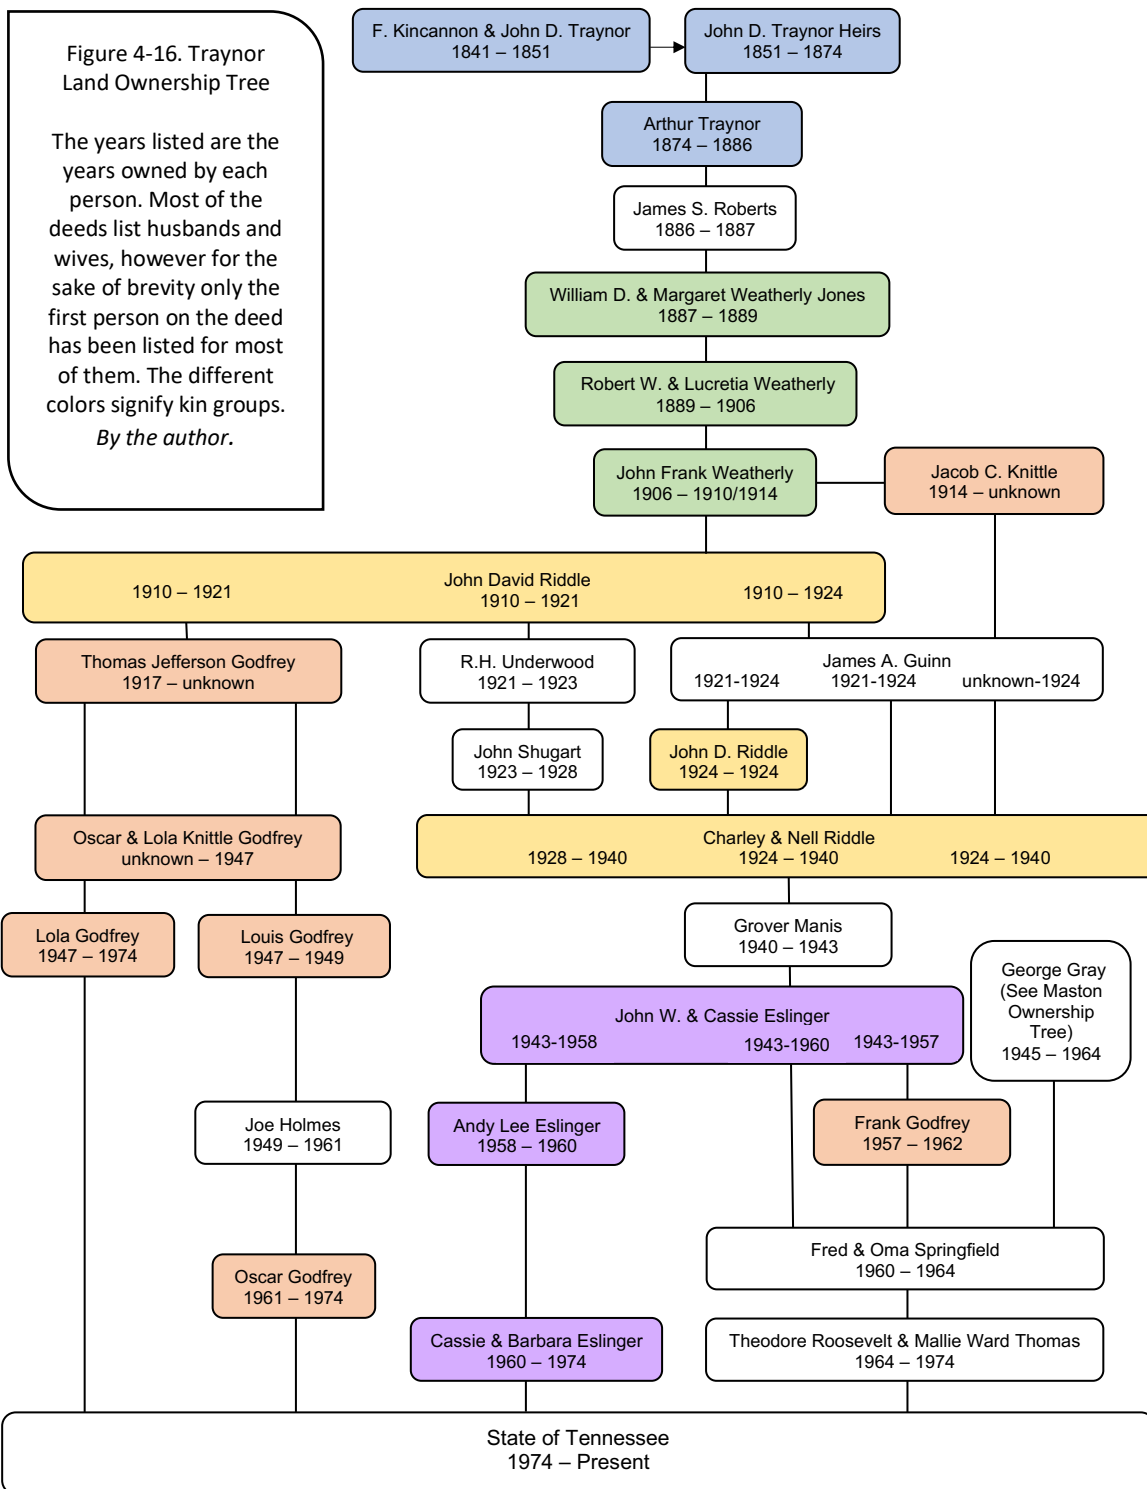 Figure 4-16. Traynor
Land Ownership Tree
The years listed are the
years owned by each
person. Most of the
deeds list husbands and
wives, however for the
sake of brevity only the
first person on the deed
has been listed for most
of them. The different
colors signify kin groups.
By the author.
F. Kincannon & John D. Traynor
1841 – 1851
John D. Traynor Heirs
1851 – 1874
Arthur Traynor
1874 – 1886
James S. Roberts
1886 – 1887
William D. & Margaret Weatherly Jones
1887 – 1889
Robert W. & Lucretia Weatherly
1889 – 1906
John Frank Weatherly
1906 – 1910/1914
Jacob C. Knittle
1914 – unknown
John David Riddle
1910 – 1921
1910 – 1921
1910 – 1924
Thomas Jefferson Godfrey
1917 – unknown
R.H. Underwood
1921 – 1923
James A. Guinn
1921-1924
1921-1924
unknown-1924
John Shugart
1923 – 1928
John D. Riddle
1924 – 1924
Oscar & Lola Knittle Godfrey
unknown – 1947
Charley & Nell Riddle
1928 – 1940
1924 – 1940
1924 – 1940
Lola Godfrey
1947 – 1974
Louis Godfrey
1947 – 1949
Grover Manis
1940 – 1943
George Gray
(See Maston
Ownership
Tree)
1945 – 1964
John W. & Cassie Eslinger
1943-1958
1943-1960
1943-1957
Joe Holmes
1949 – 1961
Andy Lee Eslinger
1958 – 1960
Frank Godfrey
1957 – 1962
Fred & Oma Springfield
1960 – 1964
Oscar Godfrey
1961 – 1974
Cassie & Barbara Eslinger
1960 – 1974
Theodore Roosevelt & Mallie Ward Thomas
1964 – 1974
State of Tennessee
1974 – Present